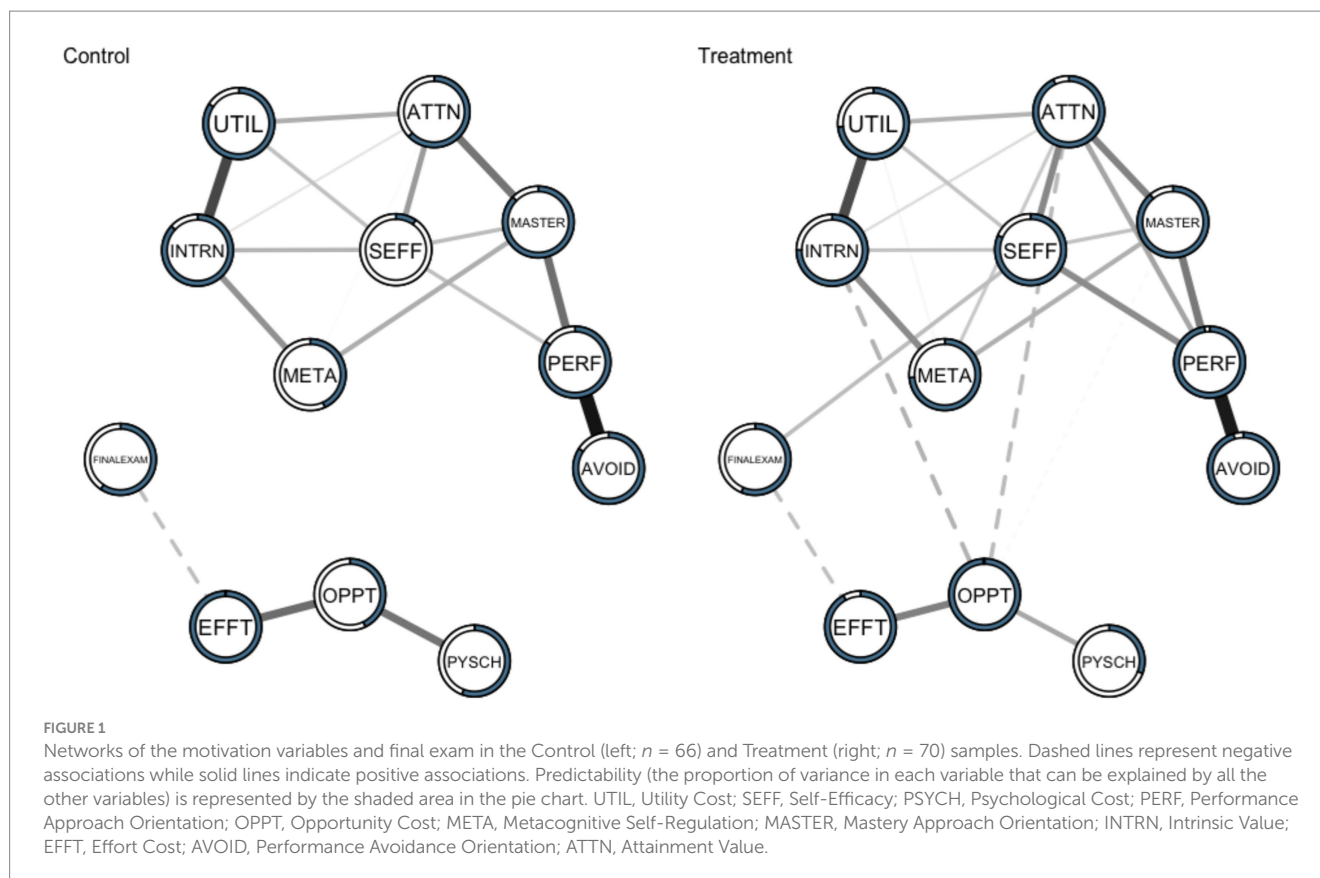 Control
Treatment
UTIL
ATTN
MASTER
INTRN
SEFF
META
PERF
AVOID
FINALEXAM
OPPT
EFFT
PYSCH
UTIL
ATTN
MASTER
INTRN
SEFF
META
PERF
AVOID
FINALEXAM
OPPT
EFFT
PYSCH
FIGURE 1
Networks of the motivation variables and final exam in the Control (left; n = 66) and Treatment (right; n = 70) samples. Dashed lines represent negative
associations while solid lines indicate positive associations. Predictability (the proportion of variance in each variable that can be explained by all the
other variables) is represented by the shaded area in the pie chart. UTIL, Utility Cost; SEFF, Self-Efficacy; PSYCH, Psychological Cost; PERF, Performance
Approach Orientation; OPPT, Opportunity Cost; META, Metacognitive Self-Regulation; MASTER, Mastery Approach Orientation; INTRN, Intrinsic Value;
EFFT, Effort Cost; AVOID, Performance Avoidance Orientation; ATTN, Attainment Value.